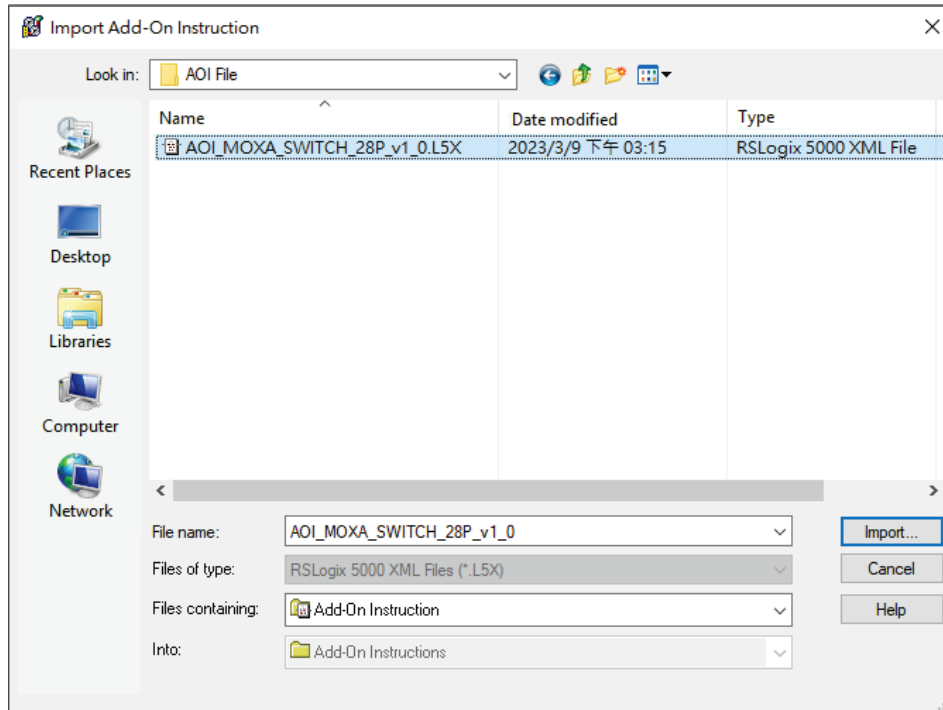 Import Add-On Instruction
Look in: AOI File
Name Date modified Type
AOI_MOXA_SWITCH_28P_v1_0.L5X 2023/3/9 下午 03:15 RSLogix 5000 XML File
Recent Places
Desktop
Libraries
Computer
Network
File name: AOI_MOXA_SWITCH_28P_v1_0 Import...
Files of type: RSLogix 5000 XML Files (*.L5X) Cancel
Files containing: Add-On Instruction Help
Into: Add-On Instructions